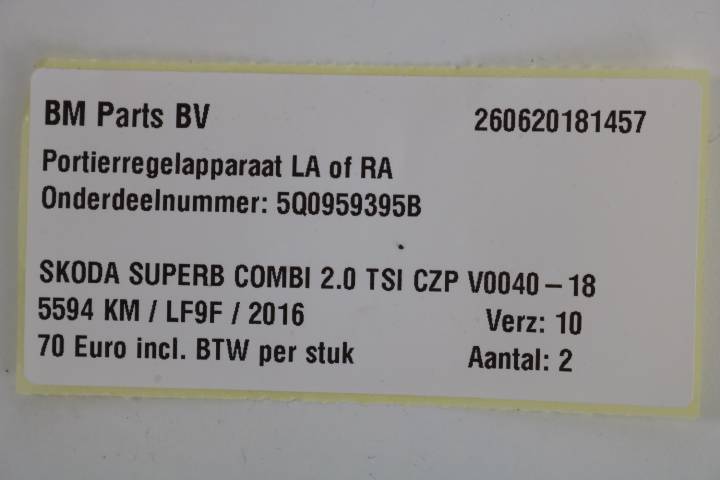 BM Parts BV 260620181457
Portierregelapparaat LA of RA
Onderdeelnummer: 5Q0959395B
SKODA SUPERB COMBI 2.0 TSI CZP V0040-18
5594 KM / LF9F / 2016 Verz: 10
70 Euro incl. BTW per stuk Aantal: 2